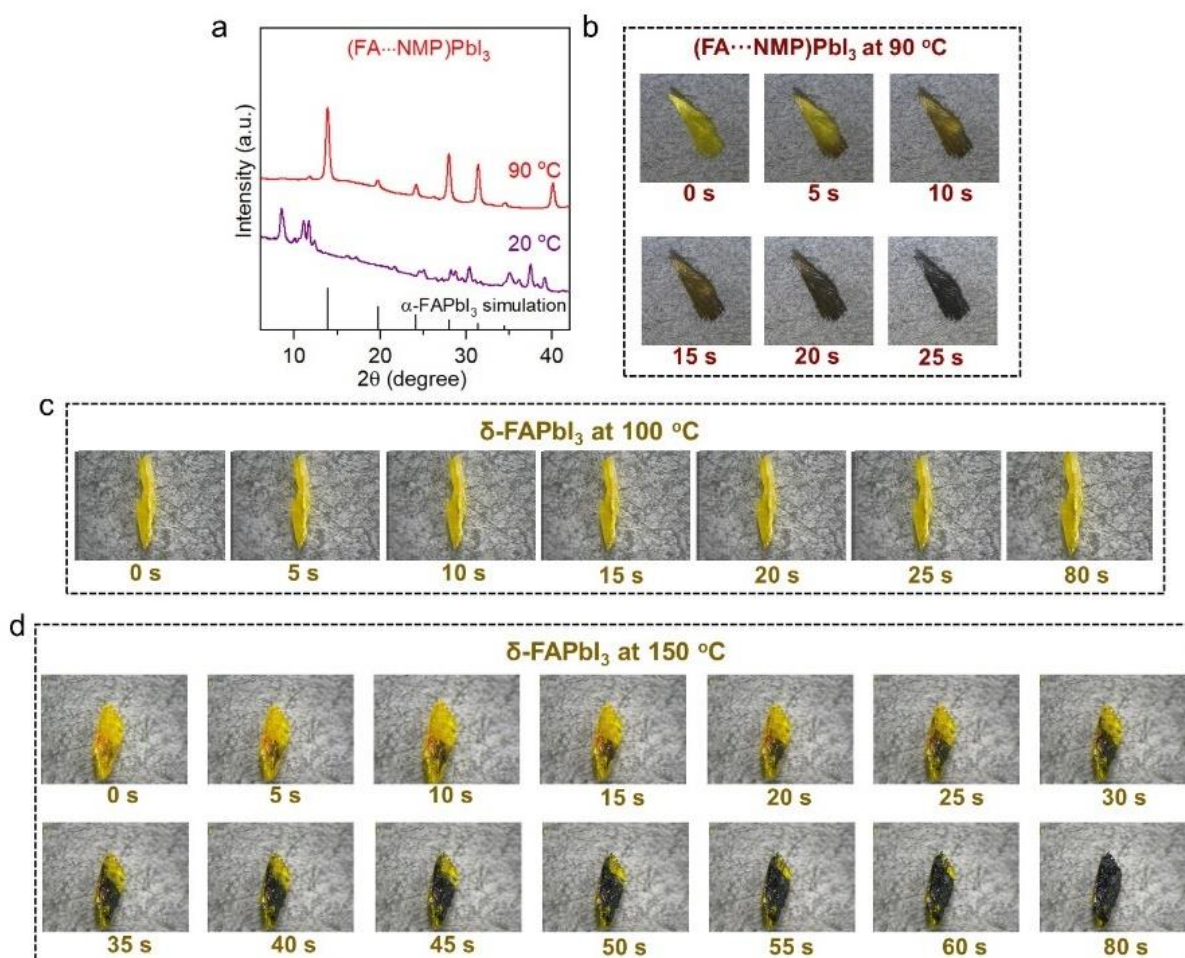 a
(FA···NMP)PbI₃
90 °C
20 °C
α-FAPbI₃ simulation
Intensity (a.u.)
10 20 30 40
2θ (degree)
b
(FA···NMP)PbI₃ at 90 °C
0 s 5 s 10 s
15 s 20 s 25 s
c
δ-FAPbI₃ at 100 °C
0 s 5 s 10 s 15 s 20 s 25 s 80 s
d
δ-FAPbI₃ at 150 °C
0 s 5 s 10 s 15 s 20 s 25 s 30 s
35 s 40 s 45 s 50 s 55 s 60 s 80 s